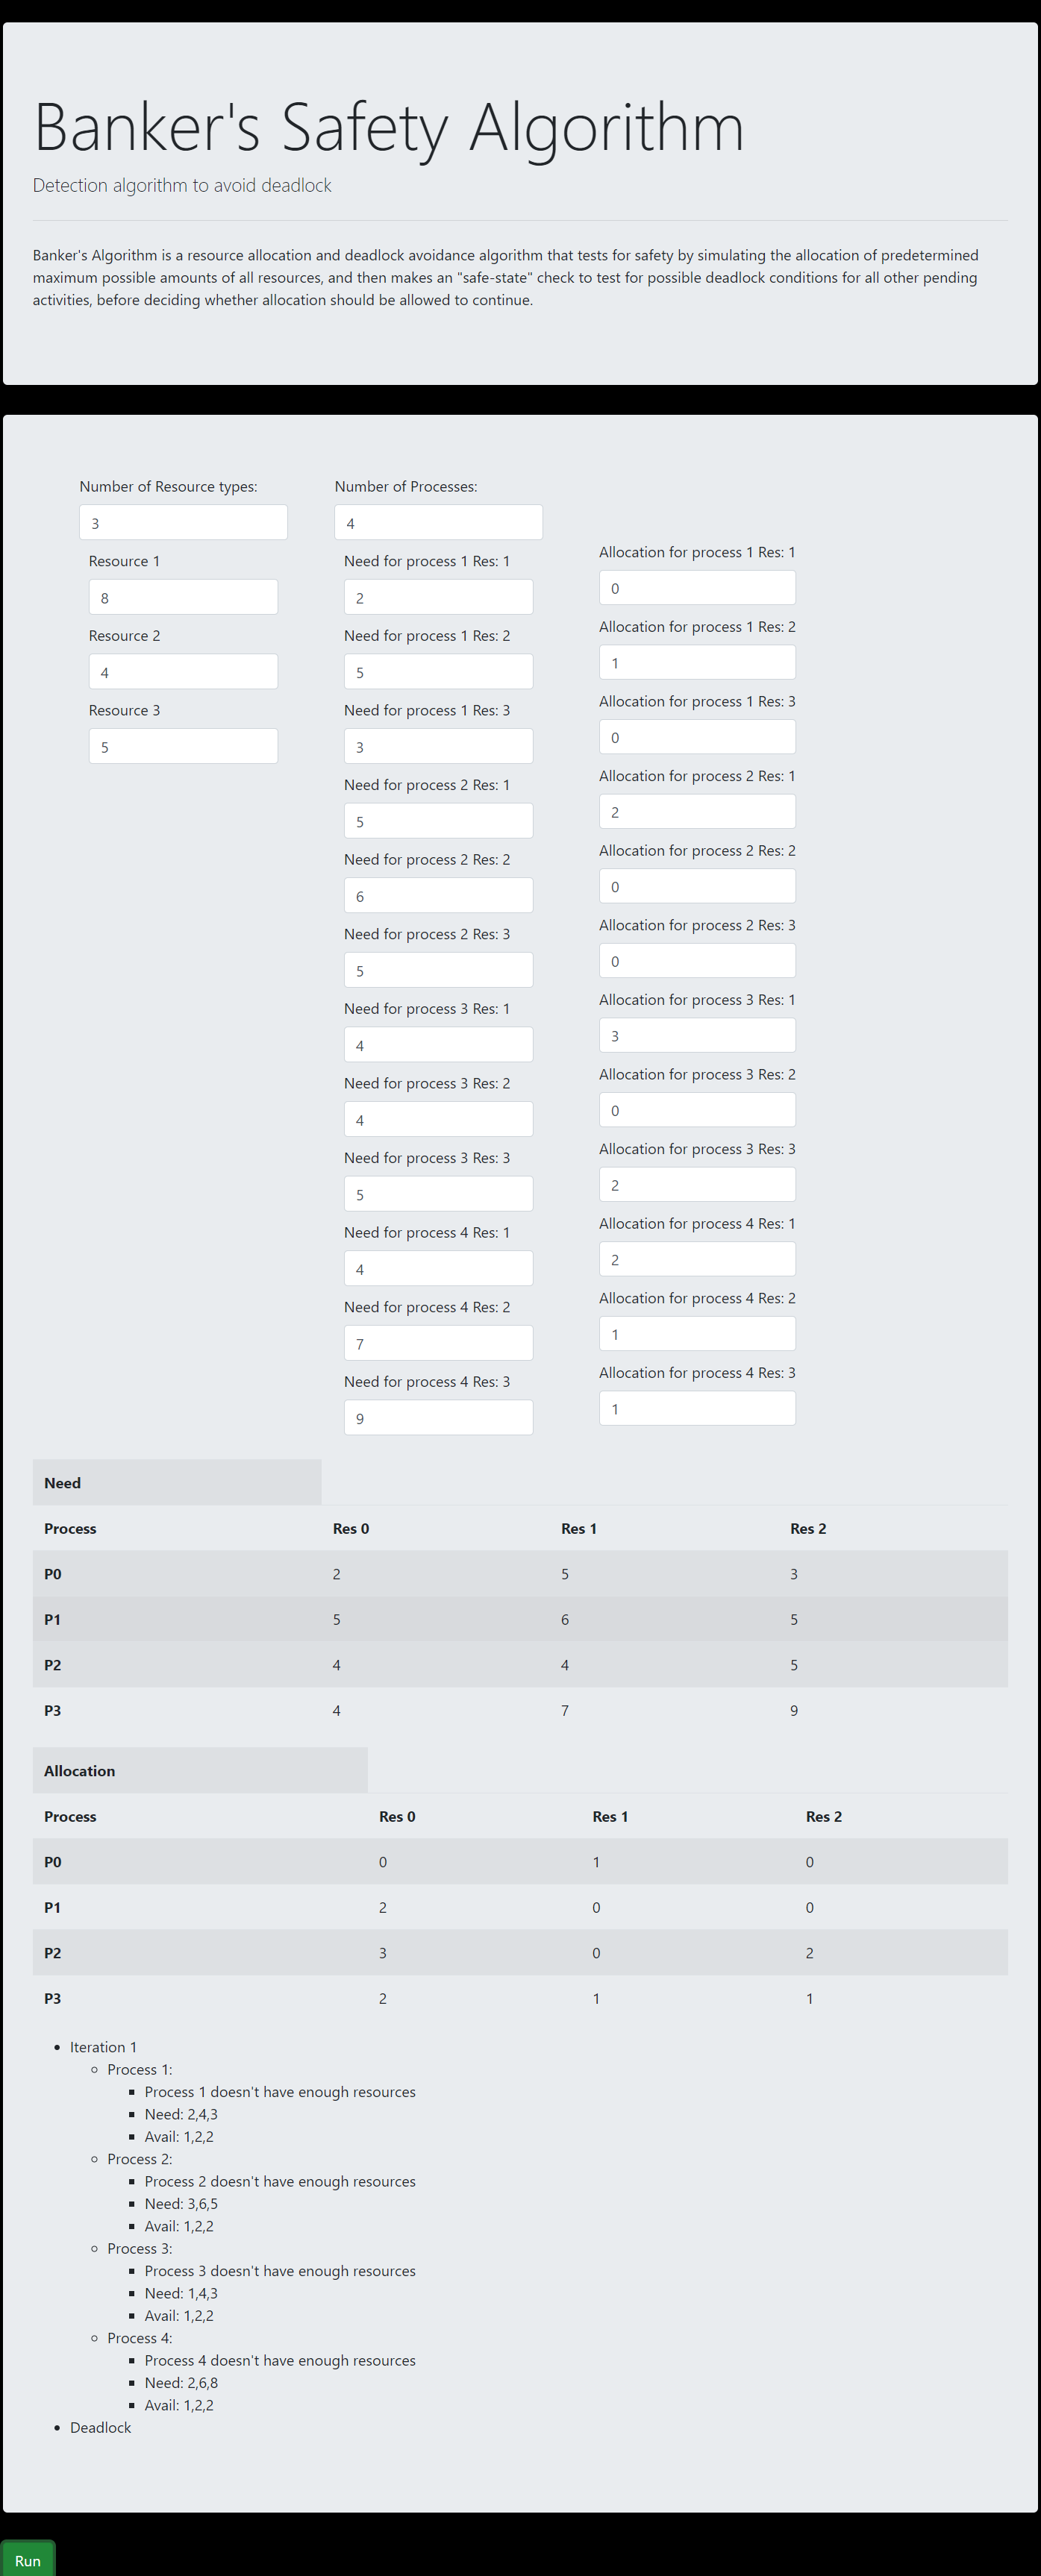 Banker's Safety Algorithm
Detection algorithm to avoid deadlock
Banker's Algorithm is a resource allocation and deadlock avoidance algorithm that tests for safety by simulating the allocation of predetermined
maximum possible amounts of all resources, and then makes an "safe-state" check to test for possible deadlock conditions for all other pending
activities, before deciding whether allocation should be allowed to continue.
Number of Resource types:
3
Resource 1
8
Resource 2
4
Resource 3
5
Number of Processes:
4
Need for process 1 Res: 1
2
Need for process 1 Res: 2
5
Need for process 1 Res: 3
3
Need for process 2 Res: 1
5
Need for process 2 Res: 2
6
Need for process 2 Res: 3
5
Need for process 3 Res: 1
4
Need for process 3 Res: 2
4
Need for process 3 Res: 3
5
Need for process 4 Res: 1
4
Need for process 4 Res: 2
7
Need for process 4 Res: 3
9
Allocation for process 1 Res: 1
0
Allocation for process 1 Res: 2
1
Allocation for process 1 Res: 3
0
Allocation for process 2 Res: 1
2
Allocation for process 2 Res: 2
0
Allocation for process 2 Res: 3
0
Allocation for process 3 Res: 1
3
Allocation for process 3 Res: 2
0
Allocation for process 3 Res: 3
2
Allocation for process 4 Res: 1
2
Allocation for process 4 Res: 2
1
Allocation for process 4 Res: 3
1
Need
Process Res 0 Res 1 Res 2
P0 2 5 3
P1 5 6 5
P2 4 4 5
P3 4 7 9
Allocation
Process Res 0 Res 1 Res 2
P0 0 1 0
P1 2 0 0
P2 3 0 2
P3 2 1 1
Iteration 1
Process 1:
Process 1 doesn't have enough resources
Need: 2,4,3
Avail: 1,2,2
Process 2:
Process 2 doesn't have enough resources
Need: 3,6,5
Avail: 1,2,2
Process 3:
Process 3 doesn't have enough resources
Need: 1,4,3
Avail: 1,2,2
Process 4:
Process 4 doesn't have enough resources
Need: 2,6,8
Avail: 1,2,2
Deadlock
Run